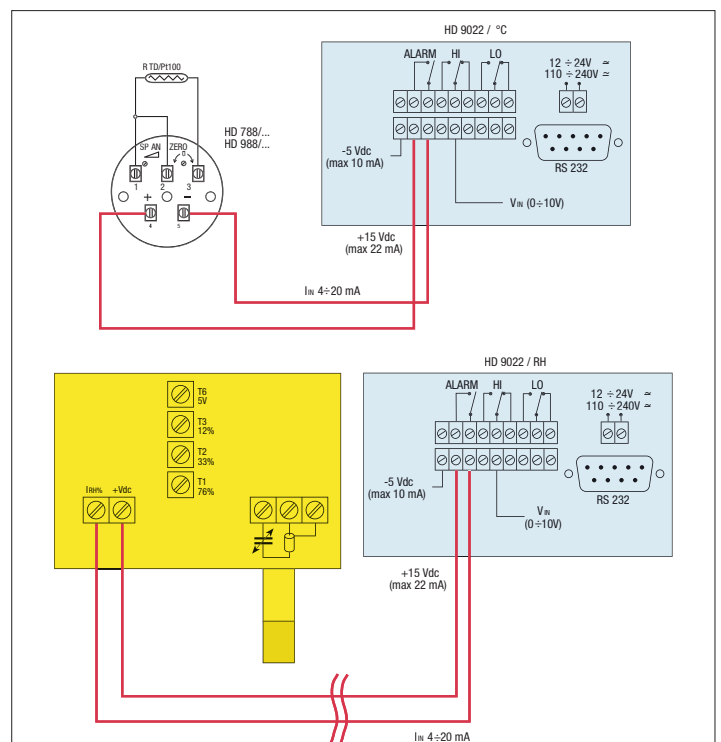 HD 9022 / °C
ALARM HI LO
12 ÷ 24V ≃
110 ÷ 240V ≃
R TD/Pt100
HD 788/...
HD 988/...
SP AN ZERO
0
1 2 3
+ -
4 5
-5 Vdc
(max 10 mA)
RS 232
VIN (0÷10V)
+15 Vdc
(max 22 mA)
IIN 4÷20 mA
HD 9022 / RH
ALARM HI LO
12 ÷24V ≃
110 ÷240V ≃
T6
5V
T3
12%
T2
33%
T1
76%
IRH% +Vdc
-5 Vdc
(max 10 mA)
RS 232
VIN
(0÷10V)
+15 Vdc
(max 22 mA)
IIN 4÷20 mA